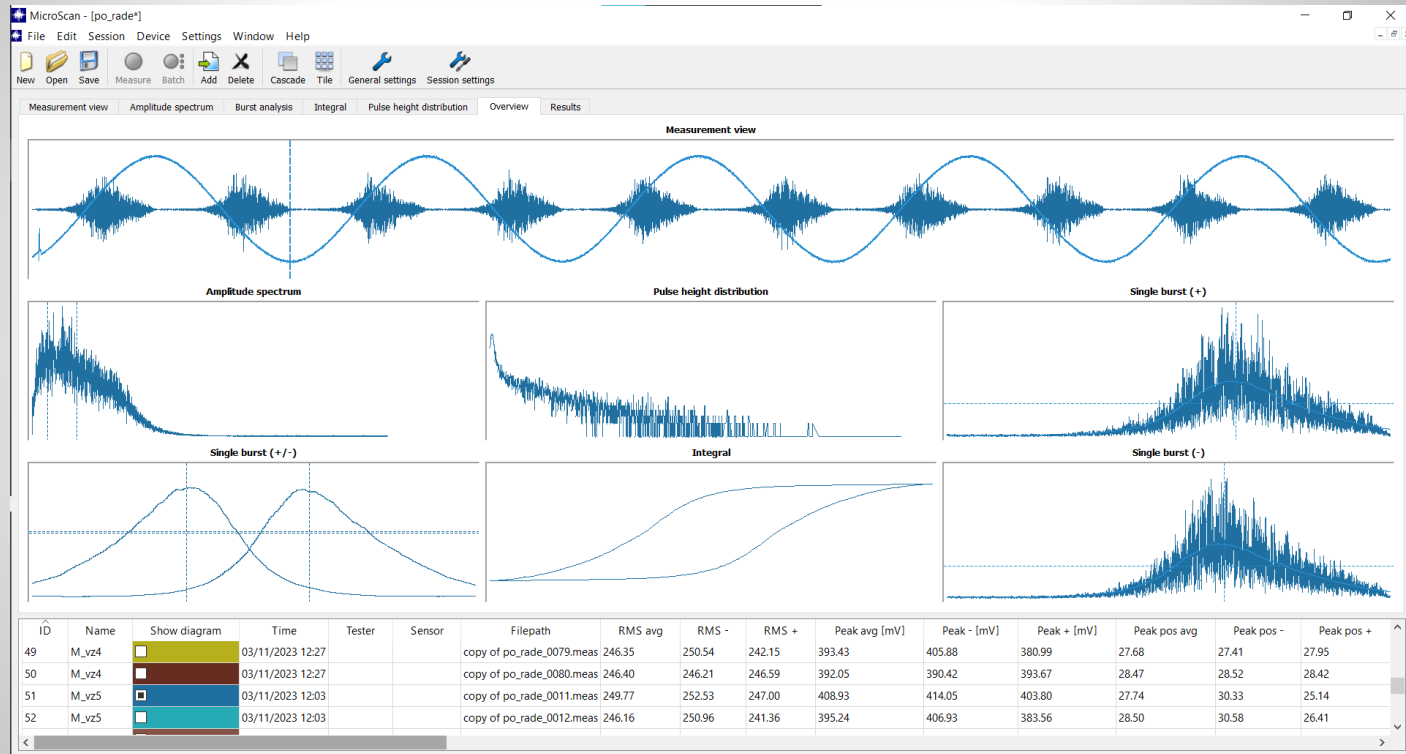 MicroScan - [po_rade*]
File Edit Session Device Settings Window Help
New Open Save Measure Batch Add Delete Cascade Tile General settings Session settings
Measurement view Amplitude spectrum Burst analysis Integral Pulse height distribution Overview Results
Measurement view
Amplitude spectrum Pulse height distribution Single burst (+)
Single burst (+/-) Integral Single burst (-)
ID Name Show diagram Time Tester Sensor Filepath RMS avg RMS - RMS + Peak avg [mV] Peak - [mV] Peak + [mV] Peak pos avg Peak pos - Peak pos +
49 M_vz4 03/11/2023 12:27 copy of po_rade_0079.meas 246.35 250.54 242.15 393.43 405.88 380.99 27.68 27.41 27.95
50 M_vz4 03/11/2023 12:27 copy of po_rade_0080.meas 246.40 246.21 246.59 392.05 390.42 393.67 28.47 28.52 28.42
51 M_vz5 03/11/2023 12:03 copy of po_rade_0011.meas 249.77 252.53 247.00 408.93 414.05 403.80 27.74 30.33 25.14
52 M_vz5 03/11/2023 12:03 copy of po_rade_0012.meas 246.16 250.96 241.36 395.24 406.93 383.56 28.50 30.58 26.41